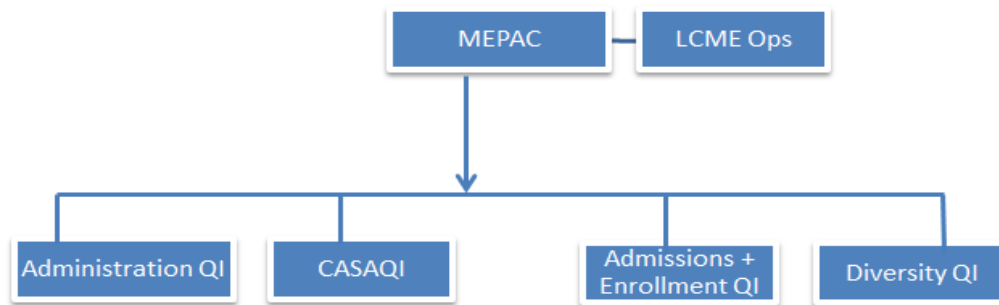 MEPAC
LCME Ops
Administration QI
CASAQI
Admissions +
Enrollment QI
Diversity QI